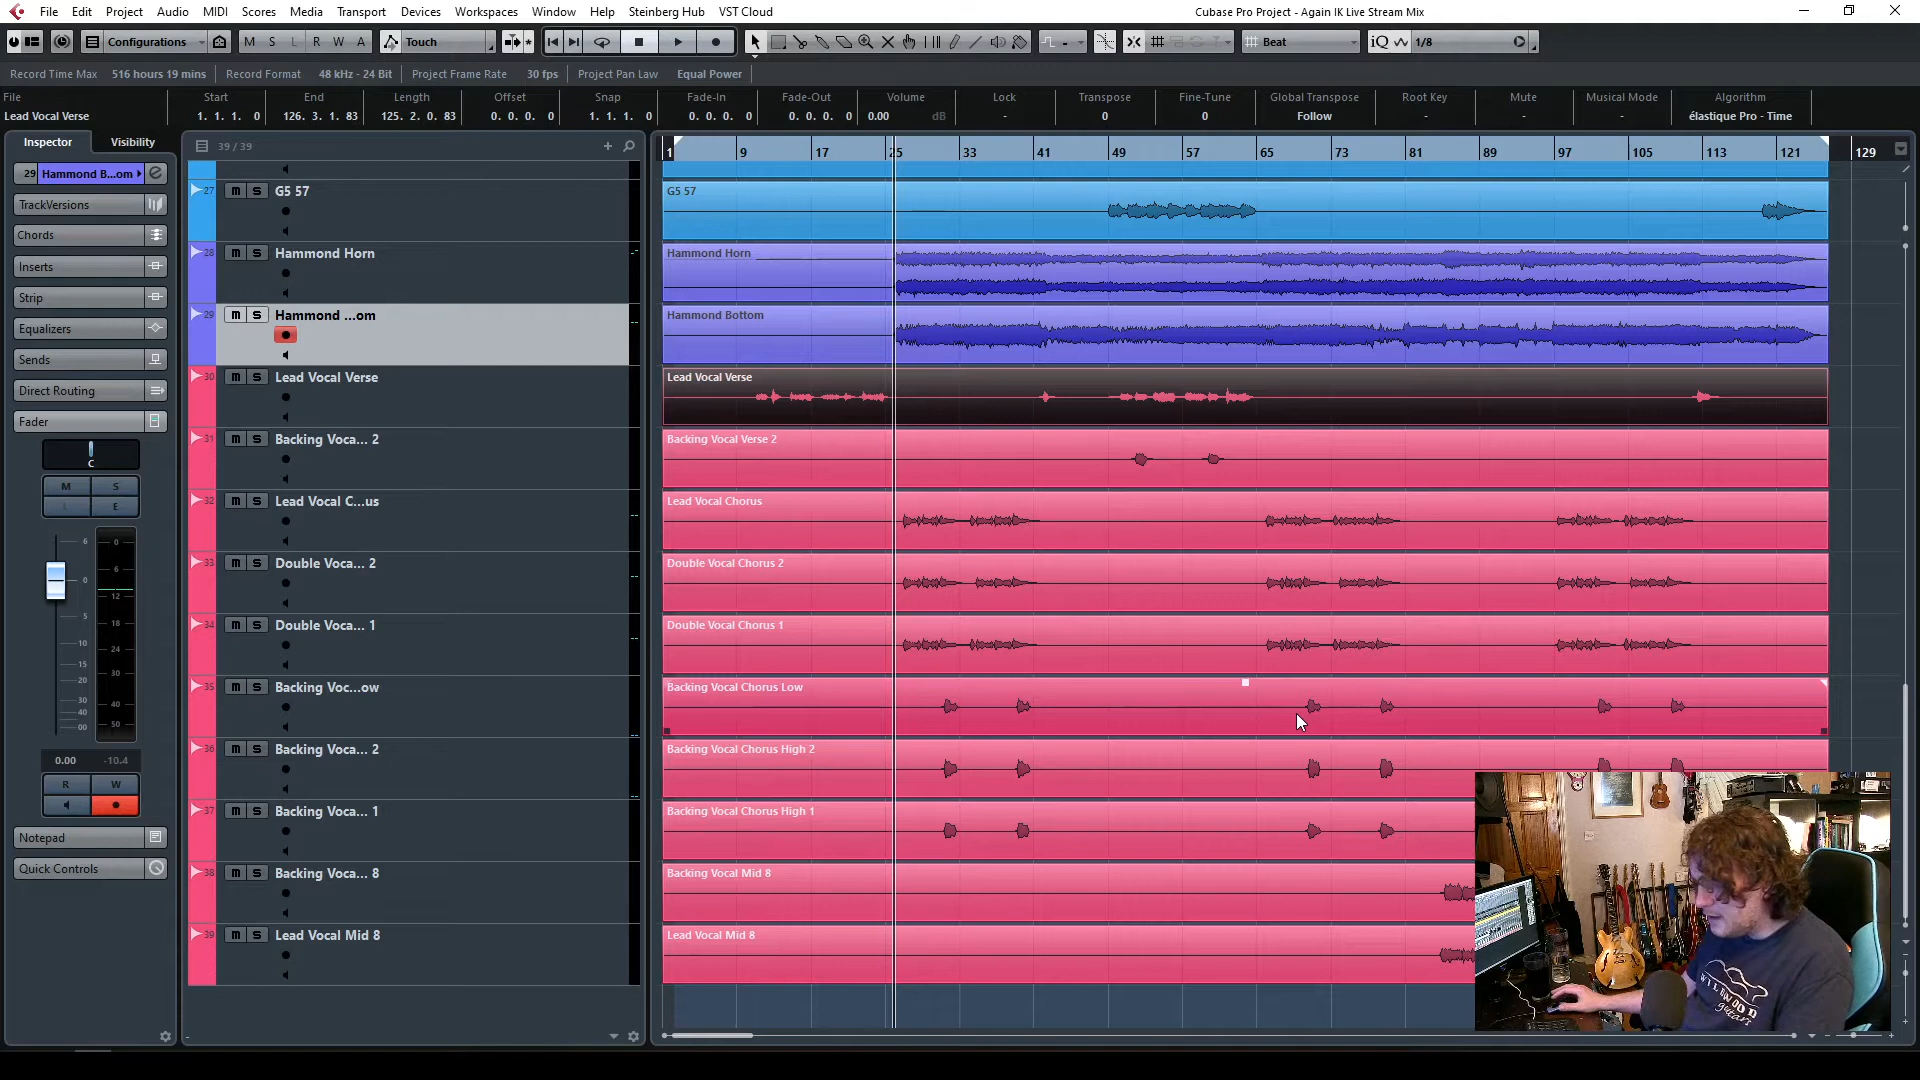 File Edit Project Audio MIDI Scores Media Transport Devices Workspaces Window Help Steinberg Hub VST Cloud Cubase Pro Project - Again IK Live Stream Mix
Configurations M S L R W A Touch Beat iQ 1/8
Record Time Max 516 hours 19 mins Record Format 48 kHz - 24 Bit Project Frame Rate 30 fps Project Pan Law Equal Power
File Start End Length Offset Snap Fade-In Fade-Out Volume Lock Transpose Fine-Tune Global Transpose Root Key Mute Musical Mode Algorithm
Lead Vocal Verse 1. 1. 1. 0 126. 3. 1. 83 125. 2. 0. 83 0. 0. 0. 0 1. 1. 1. 0 0. 0. 0. 0 0. 0. 0. 0 0.00 dB - 0 0 Follow - - - élastique Pro - Time
Inspector Visibility 39 / 39
1 9 17 25 33 41 49 57 65 73 81 89 97 105 113 121 129
29 Hammond B...om
TrackVersions
Chords
Inserts
Strip
Equalizers
Sends
Direct Routing
Fader
C
M S
L E
6 0 5 10 15 20 30 40 00
0 6 12 18 24 30 40 50
0.00 -10.4
R W
Notepad
Quick Controls
27 m S G5 57
28 m S Hammond Horn
29 m S Hammond ...om
30 m S Lead Vocal Verse
31 m S Backing Voca... 2
32 m S Lead Vocal C...us
33 m S Double Voca... 2
34 m S Double Voca... 1
35 m S Backing Voc...ow
36 m S Backing Voca... 2
37 m S Backing Voca... 1
38 m S Backing Voca... 8
39 m S Lead Vocal Mid 8
G5 57
Hammond Horn
Hammond Bottom
Lead Vocal Verse
Backing Vocal Verse 2
Lead Vocal Chorus
Double Vocal Chorus 2
Double Vocal Chorus 1
Backing Vocal Chorus Low
Backing Vocal Chorus High 2
Backing Vocal Chorus High 1
Backing Vocal Mid 8
Lead Vocal Mid 8
WILDWOOD
guitars